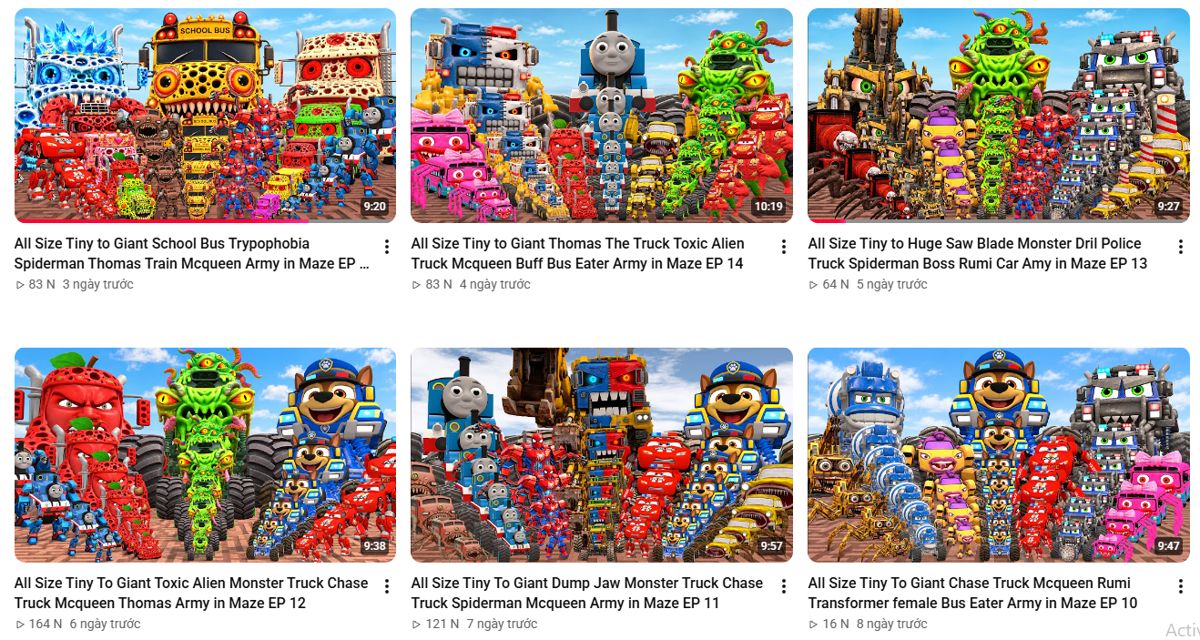 SCHOOL BUS
9:20
10:19
9:27
All Size Tiny to Giant School Bus Trypophobia
Spiderman Thomas Train Mcqueen Army in Maze EP ...
83 N 3 ngày trước
All Size Tiny to Giant Thomas The Truck Toxic Alien
Truck Mcqueen Buff Bus Eater Army in Maze EP 14
83 N 4 ngày trước
All Size Tiny to Huge Saw Blade Monster Dril Police
Truck Spiderman Boss Rumi Car Amy in Maze EP 13
64 N 5 ngày trước
9:38
9:57
9:47
All Size Tiny To Giant Toxic Alien Monster Truck Chase
Truck Mcqueen Thomas Army in Maze EP 12
164 N 6 ngày trước
All Size Tiny To Giant Dump Jaw Monster Truck Chase
Truck Spiderman Mcqueen Army in Maze EP 11
121 N 7 ngày trước
All Size Tiny To Giant Chase Truck Mcqueen Rumi
Transformer female Bus Eater Army in Maze EP 10
16 N 8 ngày trước